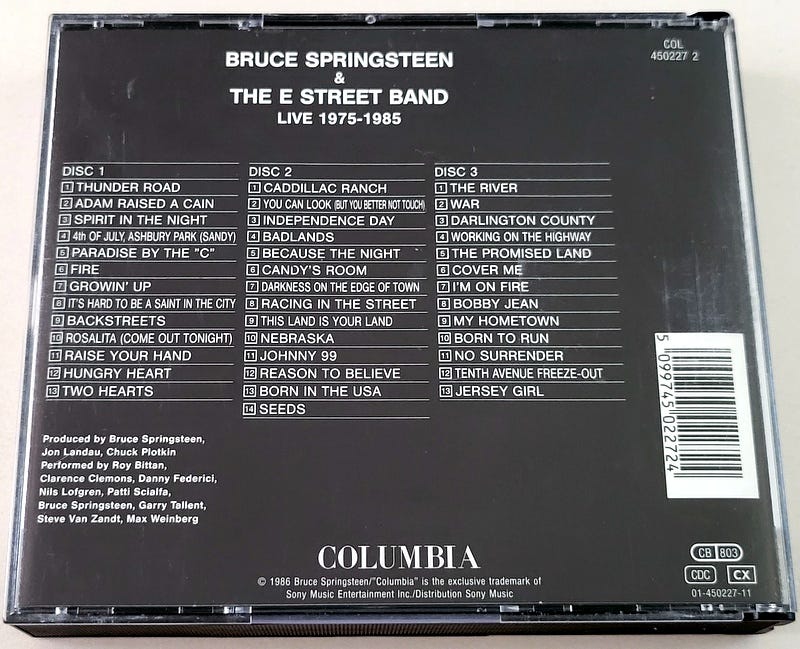 BRUCE SPRINGSTEEN
&
THE E STREET BAND
LIVE 1975-1985
COL
450227 2
DISC 1
1 THUNDER ROAD
2 ADAM RAISED A CAIN
3 SPIRIT IN THE NIGHT
4 4th OF JULY, ASHBURY PARK (SANDY)
5 PARADISE BY THE "C"
6 FIRE
7 GROWIN' UP
8 IT'S HARD TO BE A SAINT IN THE CITY
9 BACKSTREETS
10 ROSALITA (COME OUT TONIGHT)
11 RAISE YOUR HAND
12 HUNGRY HEART
13 TWO HEARTS
DISC 2
1 CADDILLAC RANCH
2 YOU CAN LOOK (BUT YOU BETTER NOT TOUCH)
3 INDEPENDENCE DAY
4 BADLANDS
5 BECAUSE THE NIGHT
6 CANDY'S ROOM
7 DARKNESS ON THE EDGE OF TOWN
8 RACING IN THE STREET
9 THIS LAND IS YOUR LAND
10 NEBRASKA
11 JOHNNY 99
12 REASON TO BELIEVE
13 BORN IN THE USA
14 SEEDS
DISC 3
1 THE RIVER
2 WAR
3 DARLINGTON COUNTY
4 WORKING ON THE HIGHWAY
5 THE PROMISED LAND
6 COVER ME
7 I'M ON FIRE
8 BOBBY JEAN
9 MY HOMETOWN
10 BORN TO RUN
11 NO SURRENDER
12 TENTH AVENUE FREEZE-OUT
13 JERSEY GIRL
5 099745 022724
Produced by Bruce Springsteen,
Jon Landau, Chuck Plotkin
Performed by Roy Bittan,
Clarence Clemons, Danny Federici,
Nils Lofgren, Patti Scialfa,
Bruce Springsteen, Garry Tallent,
Steve Van Zandt, Max Weinberg
COLUMBIA
© 1986 Bruce Springsteen/"Columbia" is the exclusive trademark of
Sony Music Entertainment Inc./Distribution Sony Music
CB 803
CDC CX
01-450227-11